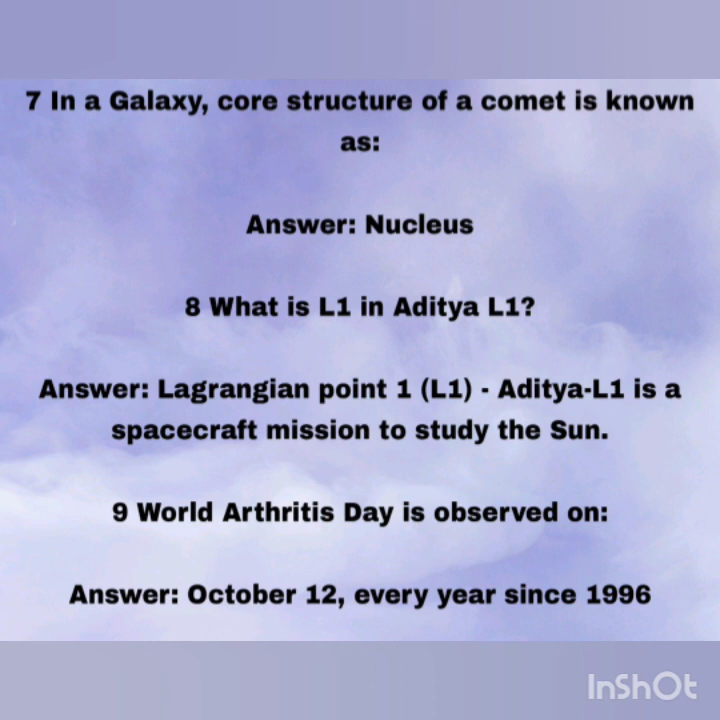 7 In a Galaxy, core structure of a comet is known
as:
Answer: Nucleus
8 What is L1 in Aditya L1?
Answer: Lagrangian point 1 (L1) - Aditya-L1 is a
spacecraft mission to study the Sun.
9 World Arthritis Day is observed on:
Answer: October 12, every year since 1996
InShOt